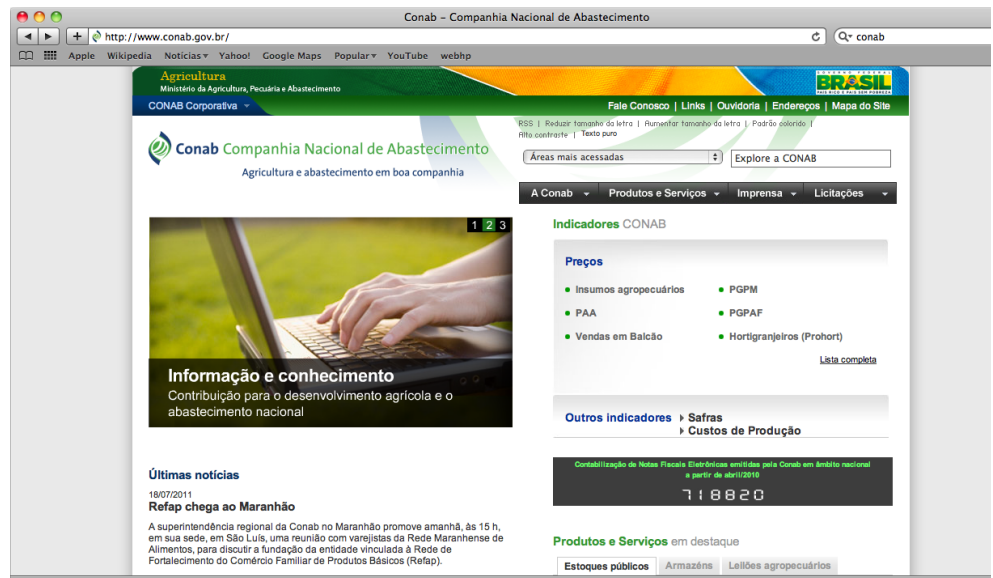 Conab – Companhia Nacional de Abastecimento
http://www.conab.gov.br/
conab
Apple Wikipedia Notícias Yahoo! Google Maps Popular YouTube webhp
Agricultura
Ministério da Agricultura, Pecuária e Abastecimento
GOVERNO FEDERAL
BRASIL
PAÍS RICO É PAÍS SEM POBREZA
CONAB Corporativa
Fale Conosco | Links | Ouvidoria | Endereços | Mapa do Site
RSS | Reduzir tamanho da letra | Aumentar tamanho da letra | Padrão colorido |
Alto contraste | Texto puro
Conab Companhia Nacional de Abastecimento
Agricultura e abastecimento em boa companhia
Áreas mais acessadas
Explore a CONAB
A Conab Produtos e Serviços Imprensa Licitações
1 2 3
Informação e conhecimento
Contribuição para o desenvolvimento agrícola e o
abastecimento nacional
Indicadores CONAB
Preços
Insumos agropecuários
PGPM
PAA
PGPAF
Vendas em Balcão
Hortigranjeiros (Prohort)
Lista completa
Outros indicadores Safras
Custos de Produção
Contabilização de Notas Fiscais Eletrônicas emitidas pela Conab em âmbito nacional
a partir de abril/2010
718820
Últimas notícias
18/07/2011
Refap chega ao Maranhão
A superintendência regional da Conab no Maranhão promove amanhã, às 15 h,
em sua sede, em São Luís, uma reunião com varejistas da Rede Maranhense de
Alimentos, para discutir a fundação da entidade vinculada à Rede de
Fortalecimento do Comércio Familiar de Produtos Básicos (Refap).
Produtos e Serviços em destaque
Estoques públicos Armazéns Leilões agropecuários